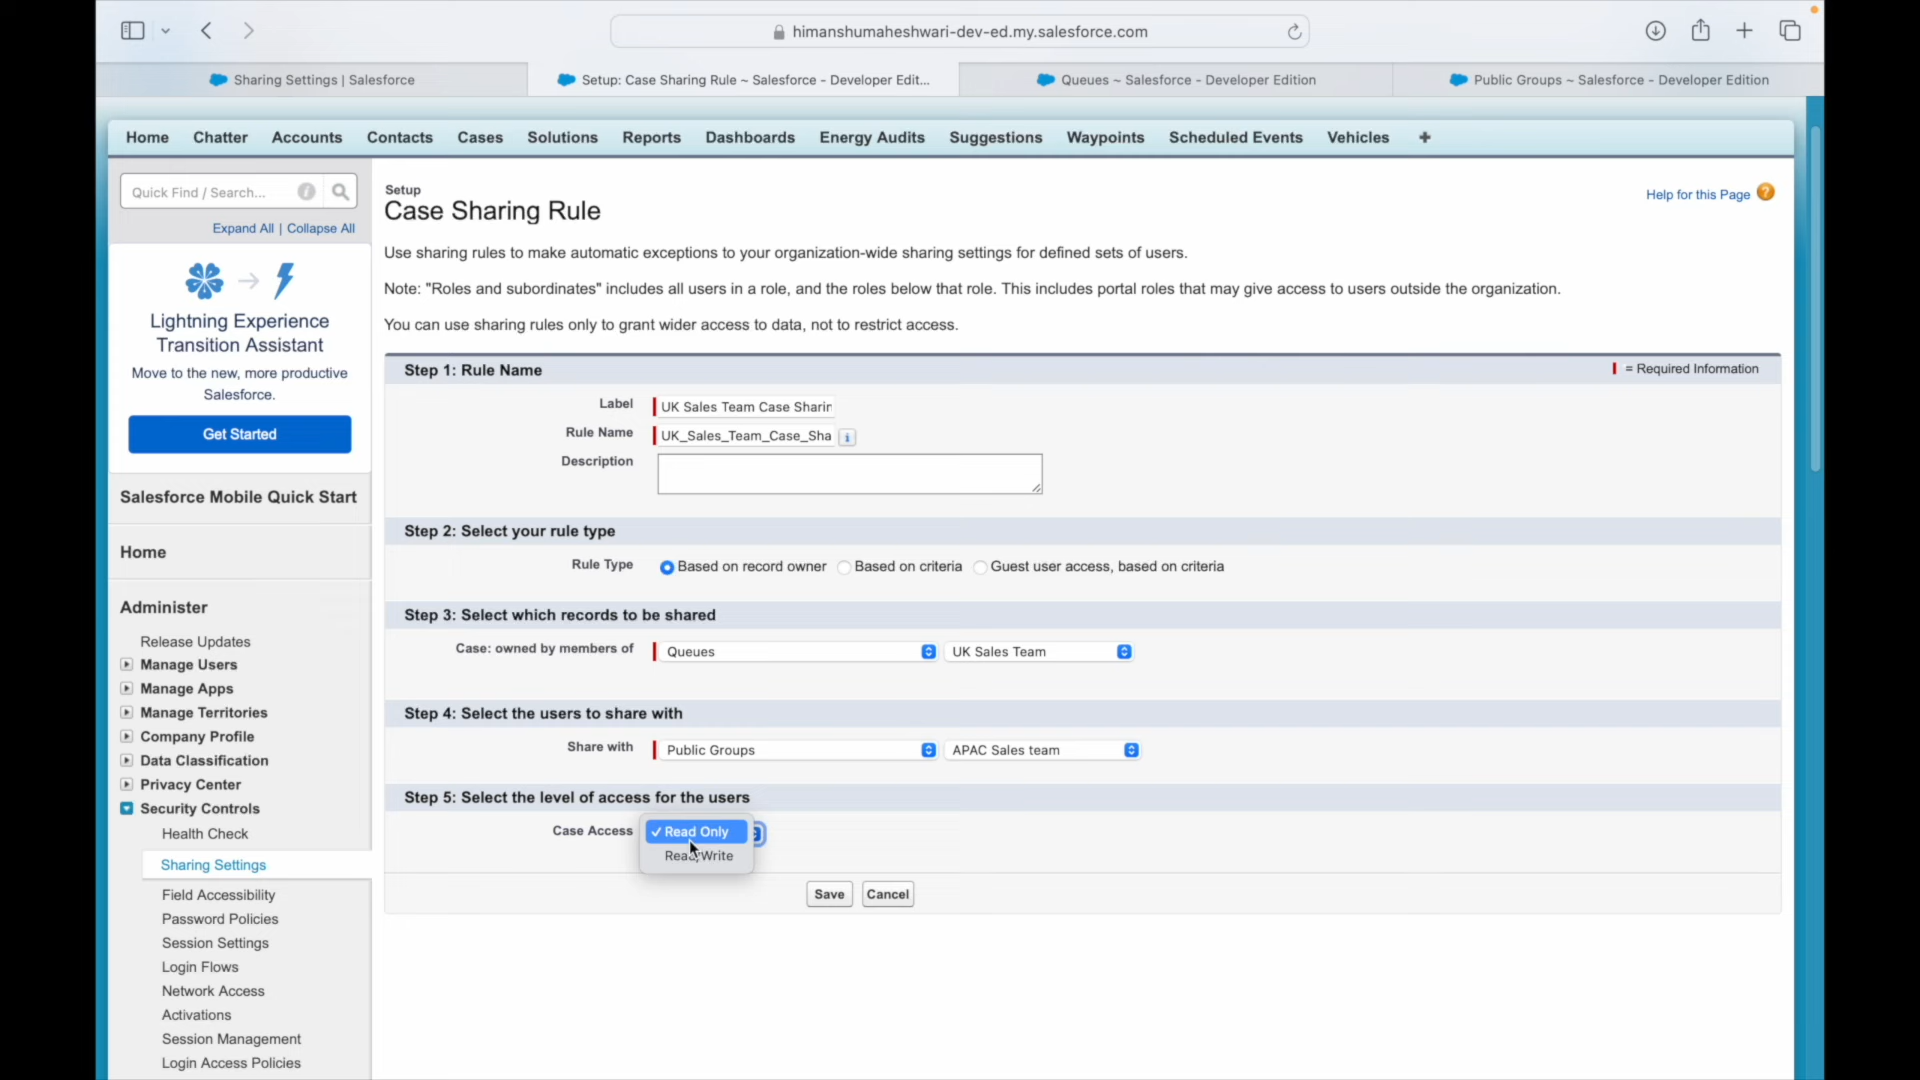 himanshumaheshwari-dev-ed.my.salesforce.com
Sharing Settings | Salesforce
Setup: Case Sharing Rule ~ Salesforce - Developer Edit...
Queues ~ Salesforce - Developer Edition
Public Groups ~ Salesforce - Developer Edition
Home Chatter Accounts Contacts Cases Solutions Reports Dashboards Energy Audits Suggestions Waypoints Scheduled Events Vehicles +
Quick Find / Search...
Expand All | Collapse All
Lightning Experience
Transition Assistant
Move to the new, more productive
Salesforce.
Get Started
Salesforce Mobile Quick Start
Home
Administer
Release Updates
Manage Users
Manage Apps
Manage Territories
Company Profile
Data Classification
Privacy Center
Security Controls
Health Check
Sharing Settings
Field Accessibility
Password Policies
Session Settings
Login Flows
Network Access
Activations
Session Management
Login Access Policies
Setup
Case Sharing Rule
Help for this Page ?
Use sharing rules to make automatic exceptions to your organization-wide sharing settings for defined sets of users.
Note: "Roles and subordinates" includes all users in a role, and the roles below that role. This includes portal roles that may give access to users outside the organization.
You can use sharing rules only to grant wider access to data, not to restrict access.
Step 1: Rule Name
= Required Information
Label UK Sales Team Case Sharin
Rule Name UK_Sales_Team_Case_Sha
Description
Step 2: Select your rule type
Rule Type Based on record owner Based on criteria Guest user access, based on criteria
Step 3: Select which records to be shared
Case: owned by members of Queues UK Sales Team
Step 4: Select the users to share with
Share with Public Groups APAC Sales team
Step 5: Select the level of access for the users
Case Access ✓ Read Only
Read/Write
Save Cancel